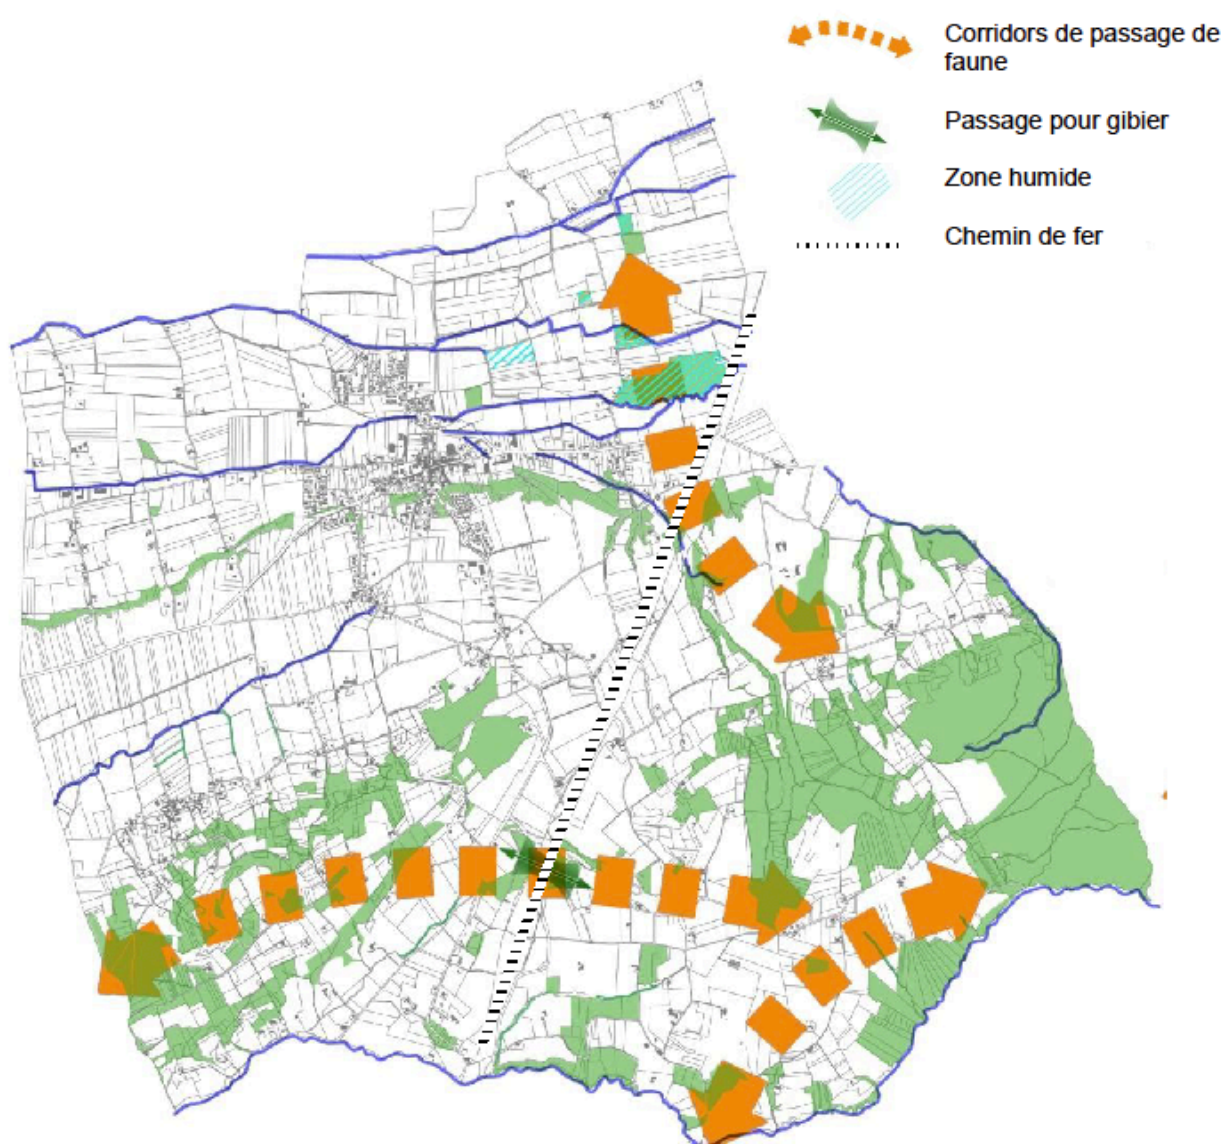 Corridors de passage de
faune
Passage pour gibier
Zone humide
Chemin de fer